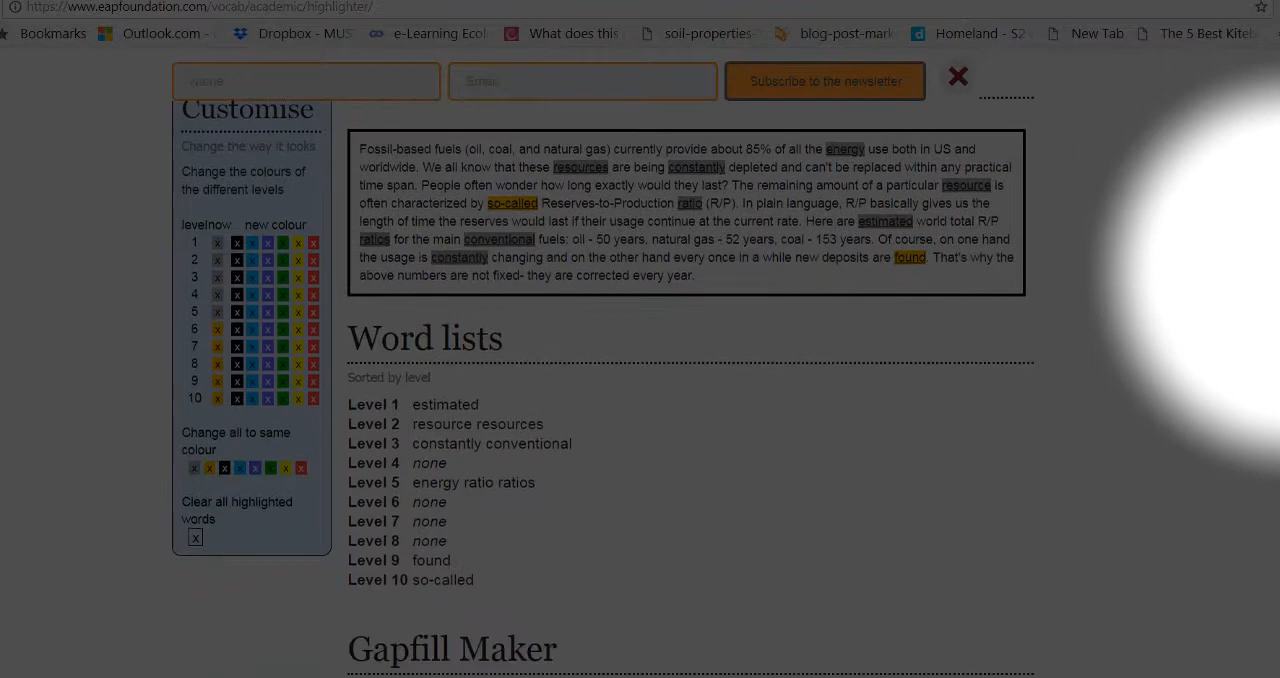 https://www.eapfoundation.com/vocab/academic/highlighter/
Bookmarks Outlook.com - Dropbox - MUS e-Learning Ecol What does this soil-properties- blog-post-mark Homeland - S2 New Tab The 5 Best Kitch
Name Email Subscribe to the newsletter
Customise
Change the way it looks
Change the colours of
the different levels
levelnow new colour
1 x x x x x x x
2 x x x x x x x
3 x x x x x x x
4 x x x x x x x
5 x x x x x x x
6 x x x x x x x
7 x x x x x x x
8 x x x x x x x
9 x x x x x x x
10 x x x x x x x
Change all to same
colour
x x x x x x x x
Clear all highlighted
words
x
Fossil-based fuels (oil, coal, and natural gas) currently provide about 85% of all the energy use both in US and
worldwide. We all know that these resources are being constantly depleted and can't be replaced within any practical
time span. People often wonder how long exactly would they last? The remaining amount of a particular resource is
often characterized by so-called Reserves-to-Production ratio (R/P). In plain language, R/P basically gives us the
length of time the reserves would last if their usage continue at the current rate. Here are estimated world total R/P
ratios for the main conventional fuels: oil - 50 years, natural gas - 52 years, coal - 153 years. Of course, on one hand
the usage is constantly changing and on the other hand every once in a while new deposits are found. That's why the
above numbers are not fixed- they are corrected every year.
Word lists
Sorted by level
Level 1 estimated
Level 2 resource resources
Level 3 constantly conventional
Level 4 none
Level 5 energy ratio ratios
Level 6 none
Level 7 none
Level 8 none
Level 9 found
Level 10 so-called
Gapfill Maker